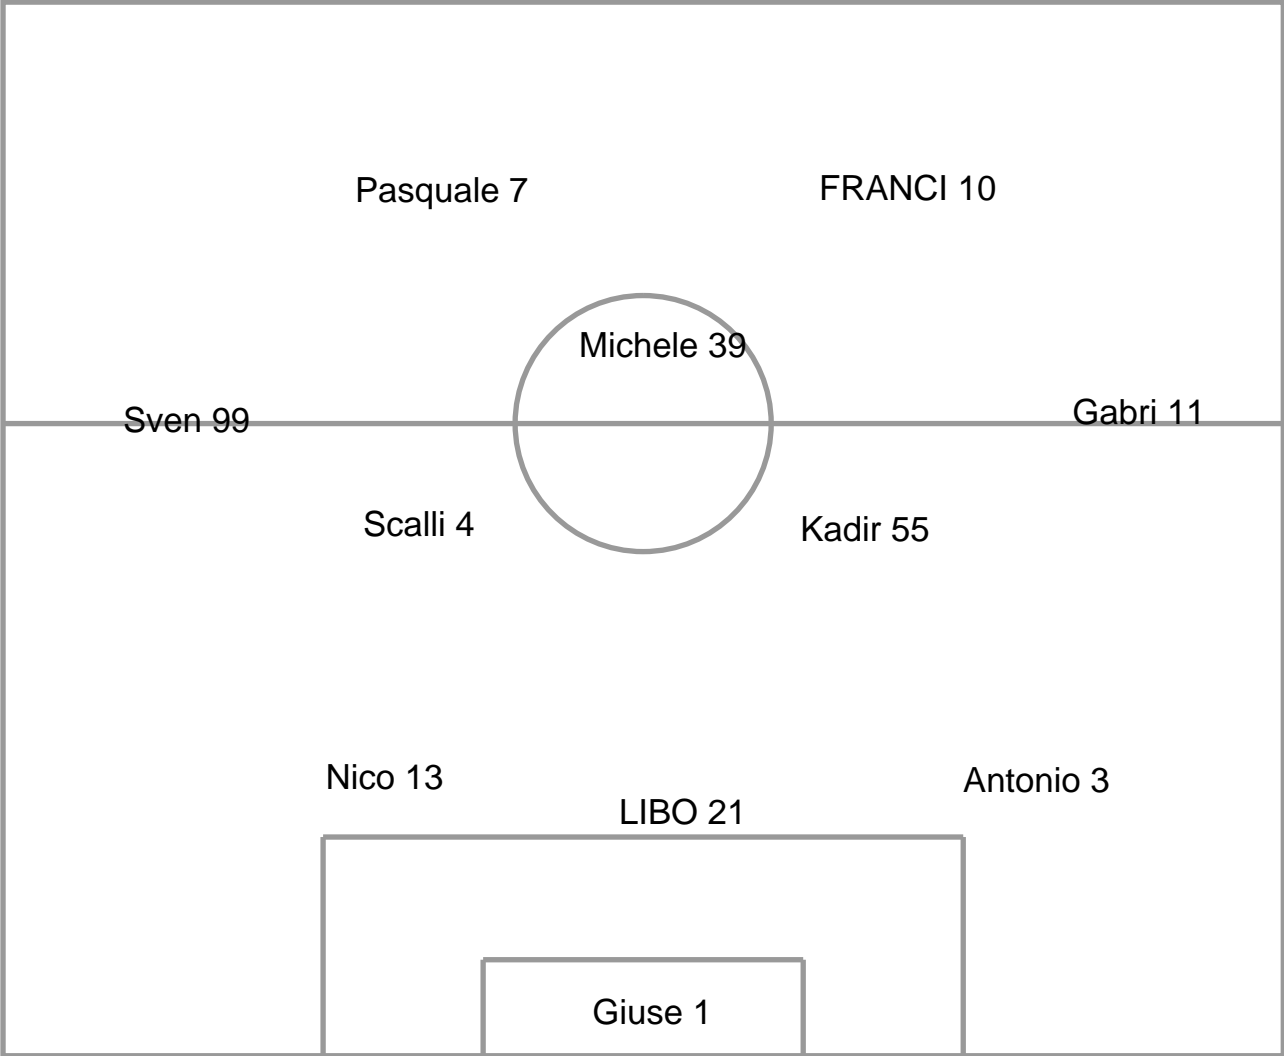 Pasquale 7
FRANCI 10
Michele 39
Sven 99
Gabri 11
Scalli 4
Kadir 55
Nico 13
Antonio 3
LIBO 21
Giuse 1